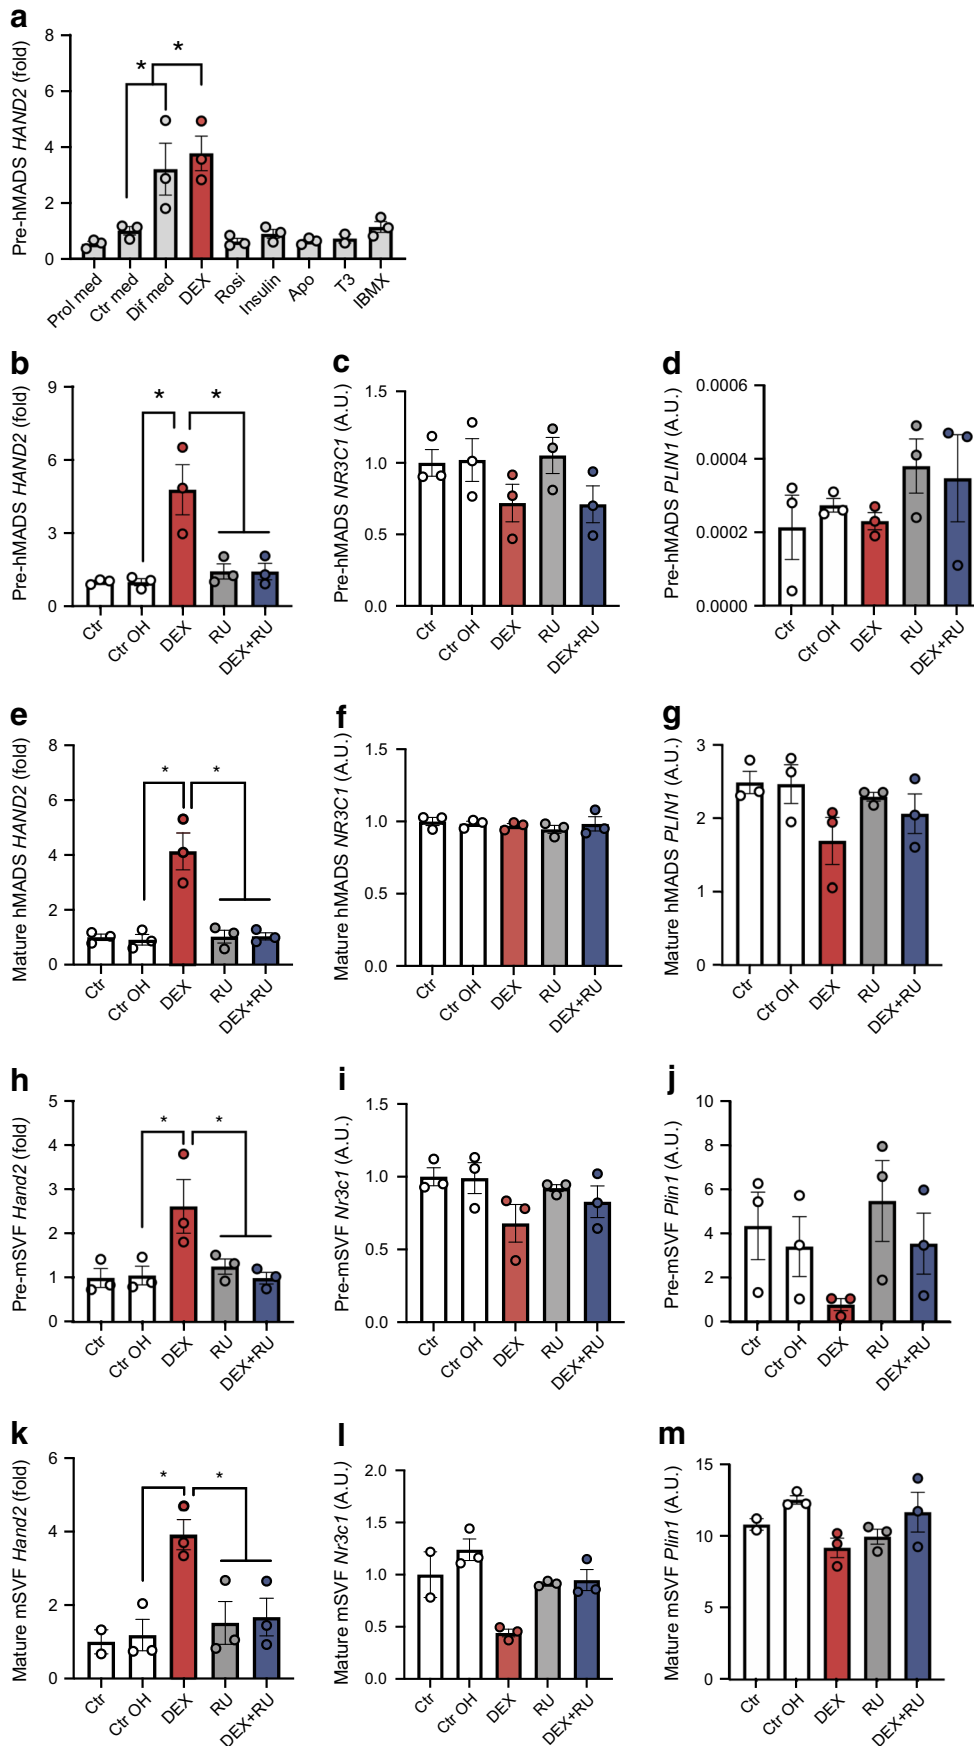 a
Pre-hMADS HAND2 (fold)
8
6
4
2
0
* *
Prol med
Ctr med
Dif med
DEX
Rosi
Insulin
Apo
T3
IBMX
b
Pre-hMADS HAND2 (fold)
9
6
3
0
* *
Ctr
Ctr OH
DEX
RU
DEX+RU
c
Pre-hMADS NR3C1 (A.U.)
1.5
1.0
0.5
0.0
Ctr
Ctr OH
DEX
RU
DEX+RU
d
Pre-hMADS PLIN1 (A.U.)
0.0006
0.0004
0.0002
0.0000
Ctr
Ctr OH
DEX
RU
DEX+RU
e
Mature hMADS HAND2 (fold)
8
6
4
2
0
* *
Ctr
Ctr OH
DEX
RU
DEX+RU
f
Mature hMADS NR3C1 (A.U.)
1.5
1.0
0.5
0.0
Ctr
Ctr OH
DEX
RU
DEX+RU
g
Mature hMADS PLIN1 (A.U.)
3
2
1
0
Ctr
Ctr OH
DEX
RU
DEX+RU
h
Pre-mSVF Hand2 (fold)
5
4
3
2
1
0
* *
Ctr
Ctr OH
DEX
RU
DEX+RU
i
Pre-mSVF Nr3c1 (A.U.)
1.5
1.0
0.5
0.0
Ctr
Ctr OH
DEX
RU
DEX+RU
j
Pre-mSVF Plin1 (A.U.)
10
8
6
4
2
0
Ctr
Ctr OH
DEX
RU
DEX+RU
k
Mature mSVF Hand2 (fold)
6
4
2
0
* *
Ctr
Ctr OH
DEX
RU
DEX+RU
l
Mature mSVF Nr3c1 (A.U.)
2.0
1.5
1.0
0.5
0.0
Ctr
Ctr OH
DEX
RU
DEX+RU
m
Mature mSVF Plin1 (A.U.)
15
10
5
0
Ctr
Ctr OH
DEX
RU
DEX+RU